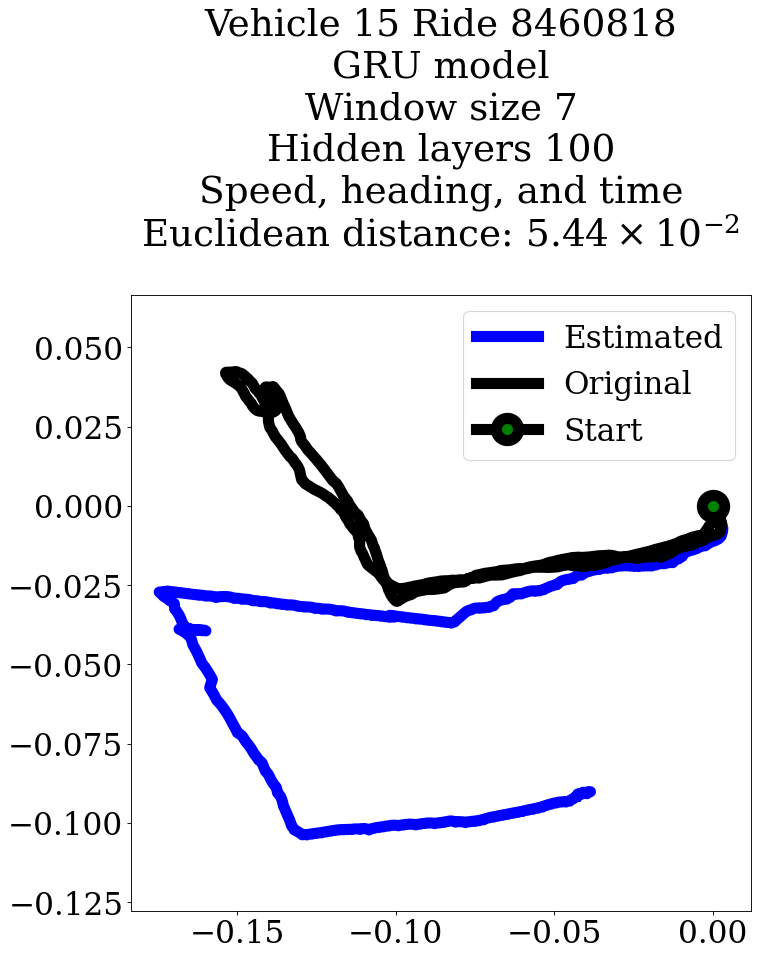 Vehicle 15 Ride 8460818
GRU model
Window size 7
Hidden layers 100
Speed, heading, and time
Euclidean distance: 5.44 × 10⁻²
Estimated
Original
Start
0.050
0.025
0.000
−0.025
−0.050
−0.075
−0.100
−0.125
−0.15 −0.10 −0.05 0.00